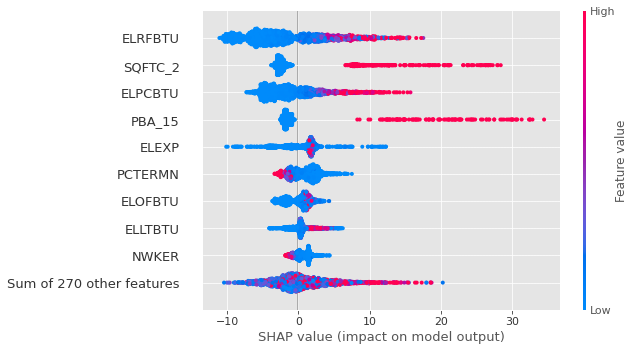 High
ELRFBTU
SQFTC_2
ELPCBTU
PBA_15
ELEXP
PCTERMN
ELOFBTU
ELLTBTU
NWKER
Sum of 270 other features
Feature value
Low
−10
0
10
20
30
SHAP value (impact on model output)